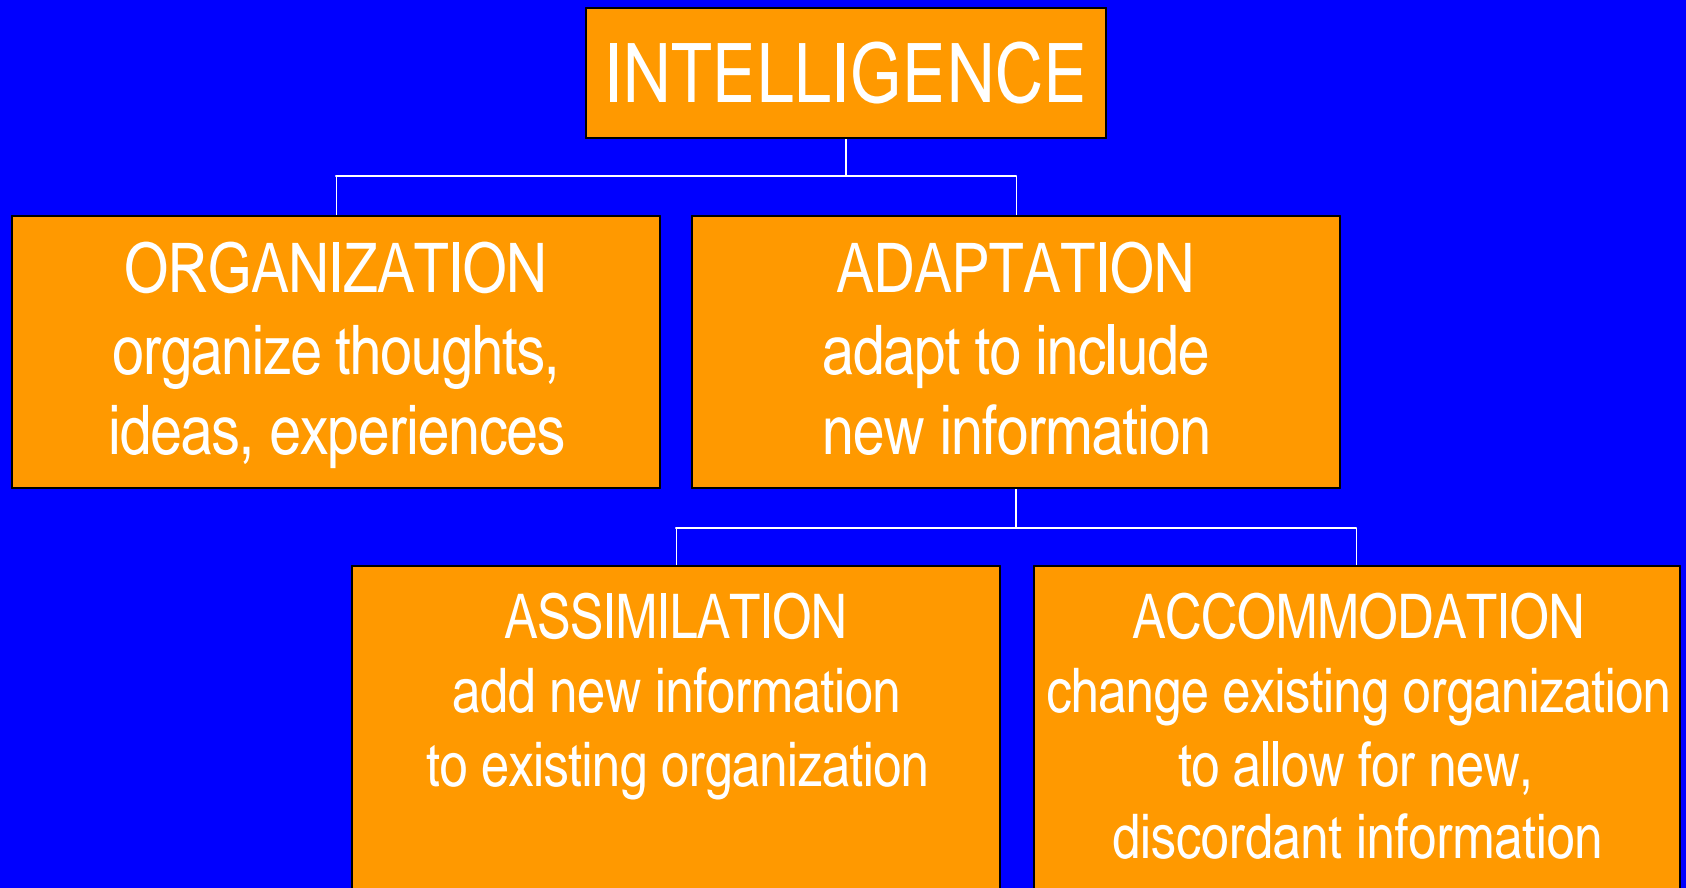 INTELLIGENCE
ORGANIZATION
organize thoughts,
ideas, experiences
ADAPTATION
adapt to include
new information
ASSIMILATION
add new information
to existing organization
ACCOMMODATION
change existing organization
to allow for new,
discordant information